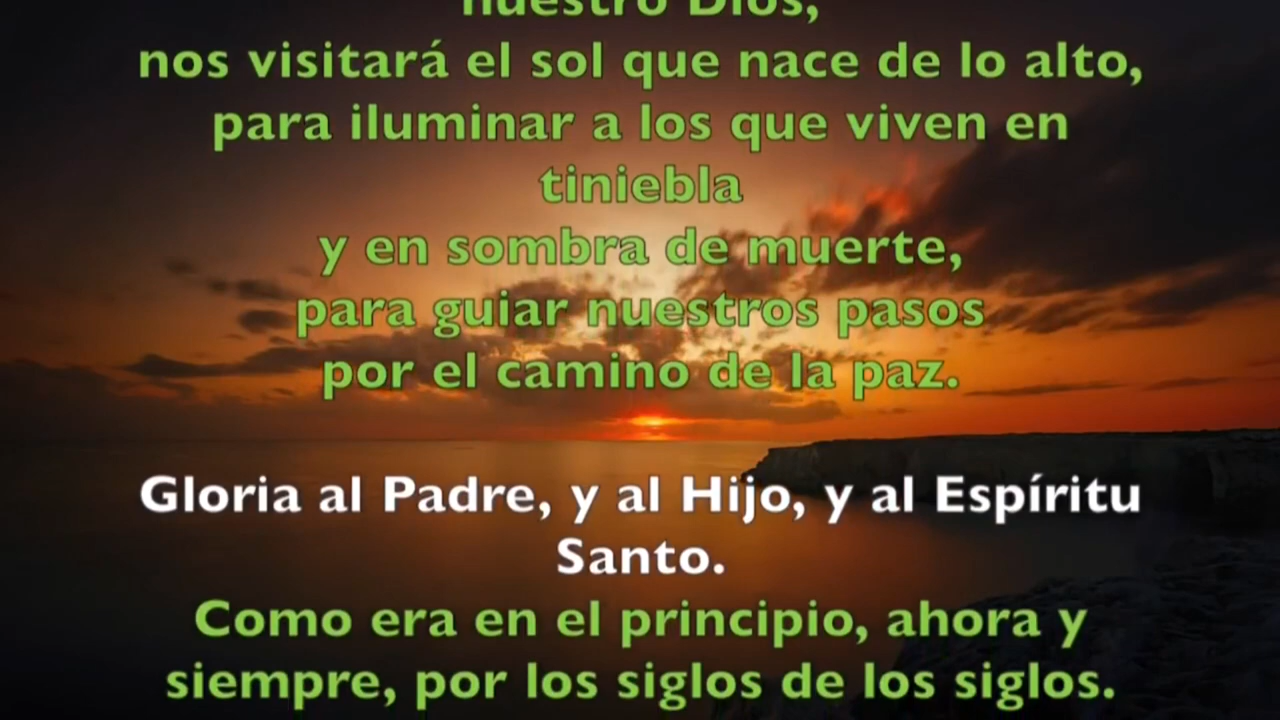 nuestro Dios,
nos visitará el sol que nace de lo alto,
para iluminar a los que viven en
tiniebla
y en sombra de muerte,
para guiar nuestros pasos
por el camino de la paz.
Gloria al Padre, y al Hijo, y al Espíritu
Santo.
Como era en el principio, ahora y
siempre, por los siglos de los siglos.